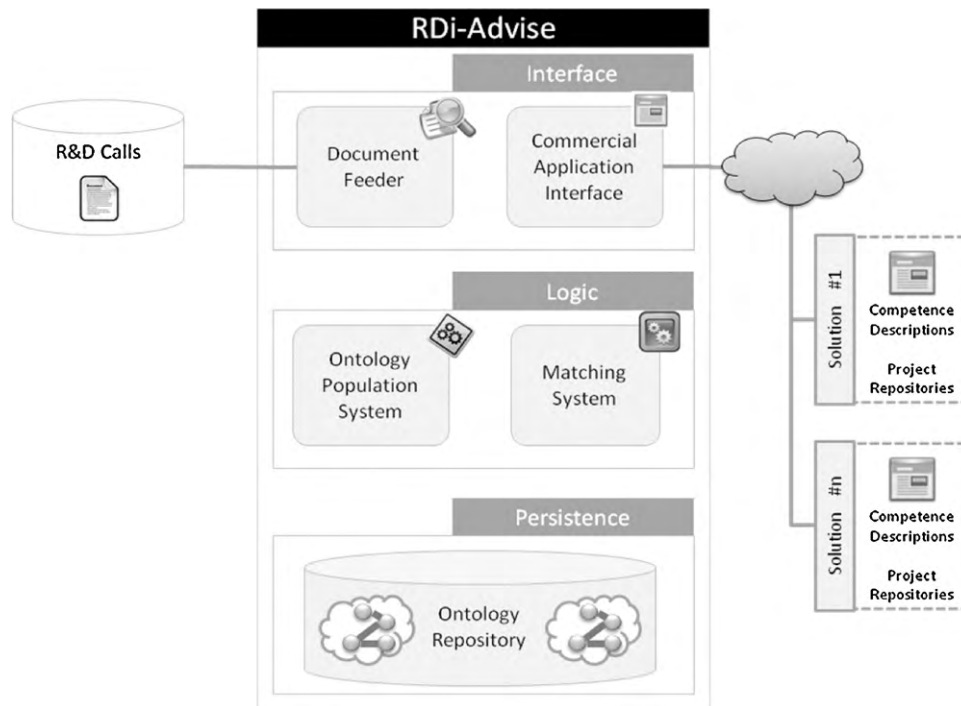 RDi-Advise
Interface
R&D Calls
Document
Feeder
Commercial
Application
Interface
Logic
Ontology
Population
System
Matching
System
Persistence
Ontology
Repository
Solution #1
Competence
Descriptions
Project
Repositories
Solution #n
Competence
Descriptions
Project
Repositories